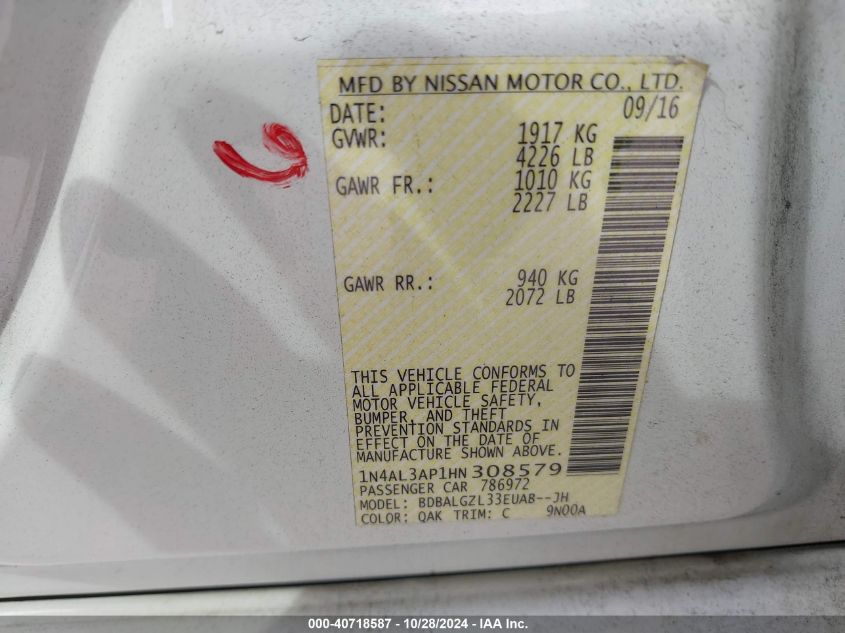 MFD BY NISSAN MOTOR CO., LTD.
DATE: 09/16
GVWR: 1917 KG
4226 LB
GAWR FR.: 1010 KG
2227 LB
GAWR RR.: 940 KG
2072 LB
THIS VEHICLE CONFORMS TO
ALL APPLICABLE FEDERAL
MOTOR VEHICLE SAFETY,
BUMPER, AND THEFT
PREVENTION STANDARDS IN
EFFECT ON THE DATE OF
MANUFACTURE SHOWN ABOVE.
1N4AL3AP1HN 308579
PASSENGER CAR 786972
MODEL: BDBALGZL33EUAB--JH
COLOR: QAK TRIM: C 9N00A
000-40718587 - 10/28/2024 - IAA Inc.